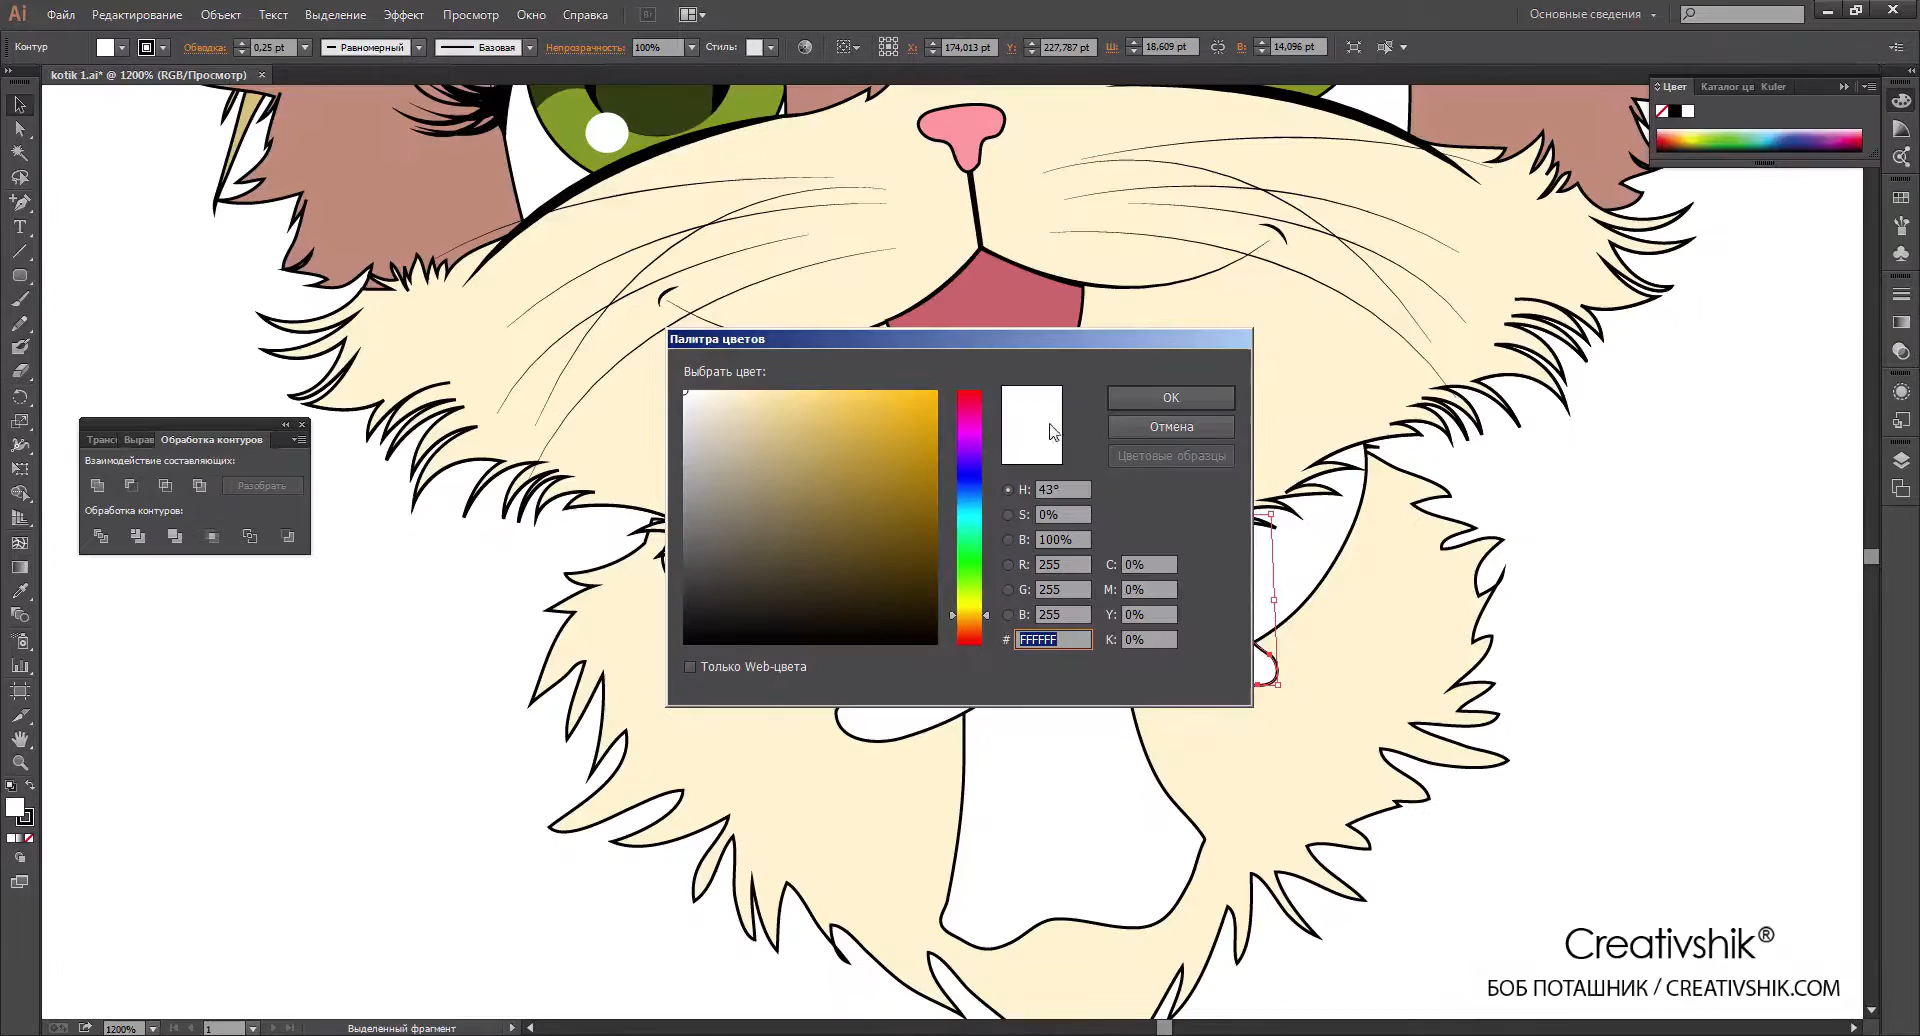 Ai Файл Редактирование Объект Текст Выделение Эффект Просмотр Окно Справка Br Основные сведения
Контур Обводка: 0,25 pt Равномерный Базовая Непрозрачность: 100% Стиль: X: 174,013 pt Y: 227,787 pt Ш: 18,609 pt В: 14,096 pt
kotik 1.ai* @ 1200% (RGB/Просмотр)
Цвет Каталог цв Kuler
Палитра цветов
Выбрать цвет:
OK
Отмена
Цветовые образцы
H: 43°
S: 0%
B: 100%
R: 255 C: 0%
G: 255 M: 0%
B: 255 Y: 0%
# FFFFFF K: 0%
Только Web-цвета
Транс Вырав Обработка контуров
Взаимодействие составляющих:
Разобрать
Обработка контуров:
Creativshik®
БОБ ПОТАШНИК / CREATIVSHIK.COM
1200% 1 Выделенный фрагмент